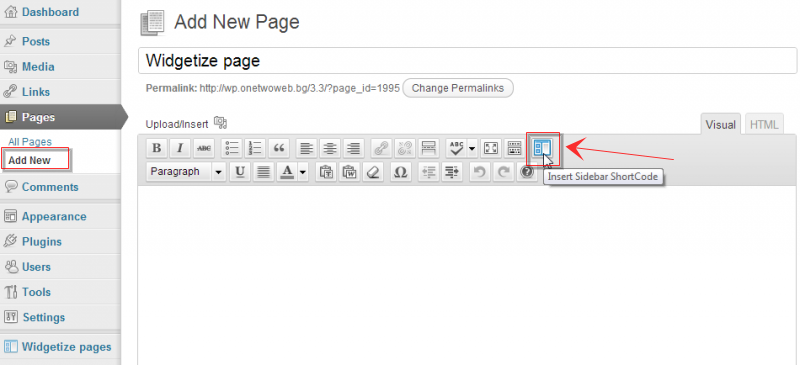 Dashboard
Posts
Media
Links
Pages
All Pages
Add New
Comments
Appearance
Plugins
Users
Tools
Settings
Widgetize pages
Add New Page
Widgetize page
Permalink: http://wp.onetwoweb.bg/3.3/?page_id=1995 Change Permalinks
Upload/Insert
Visual HTML
B I ABC ABC
Paragraph U A T W Ω ?
Insert Sidebar ShortCode